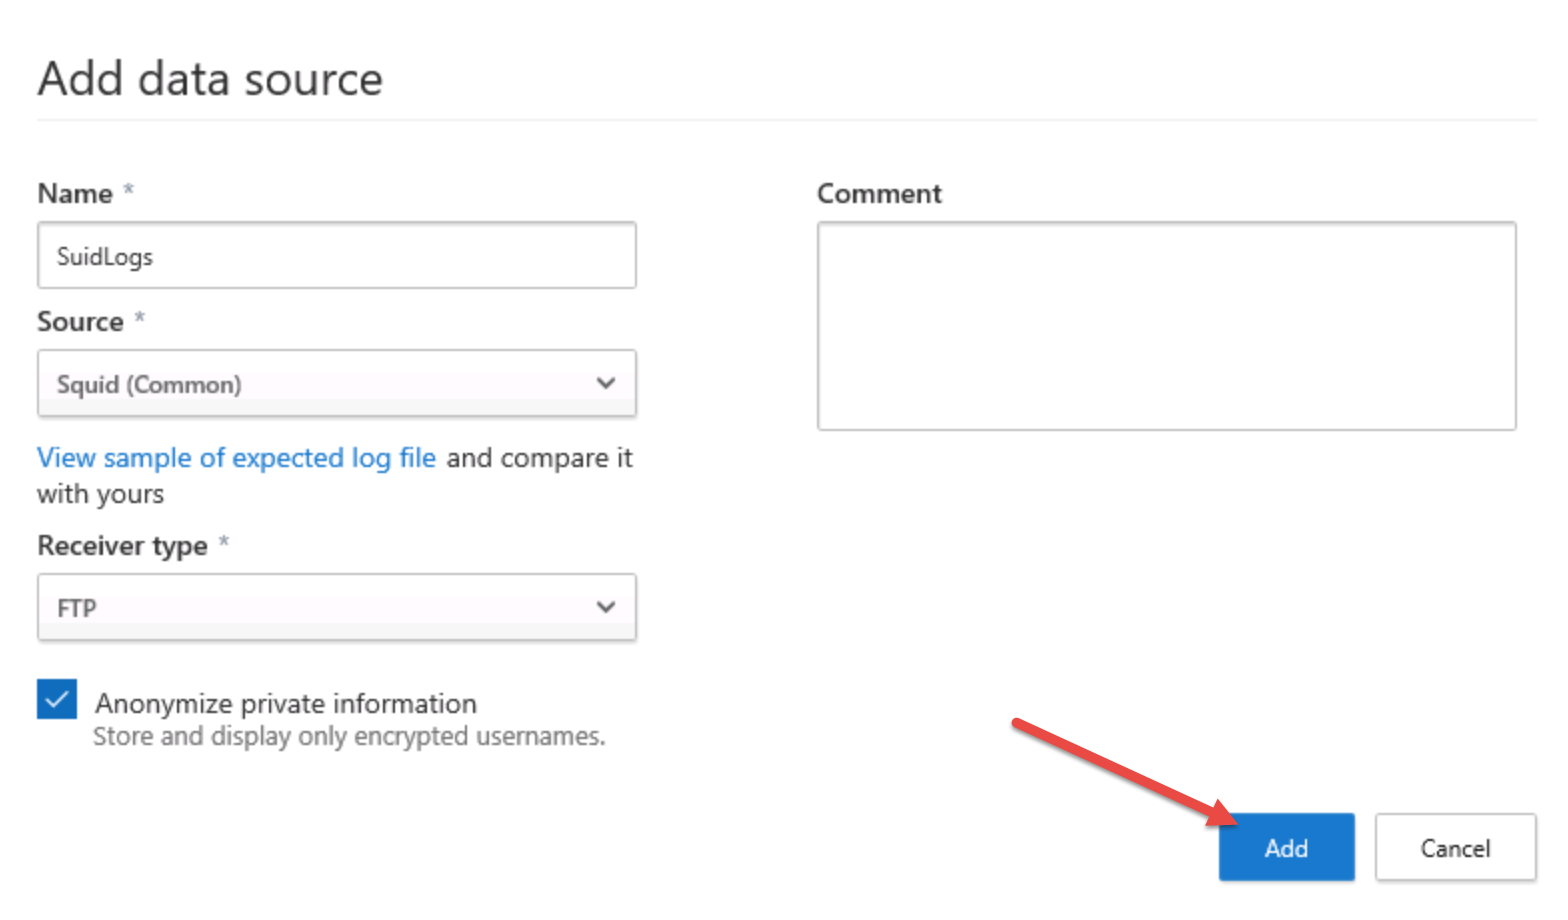 Add data source
Name *
SuidLogs
Source *
Squid (Common)
View sample of expected log file and compare it
with yours
Receiver type *
FTP
Anonymize private information
Store and display only encrypted usernames.
Comment
Add
Cancel